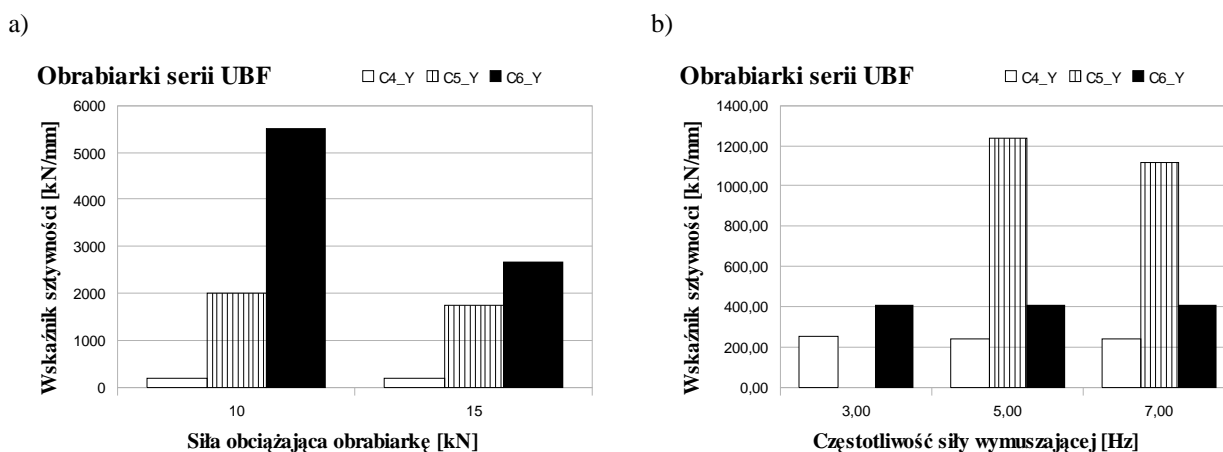 a)
Obrabiarki serii UBF
C4_Y C5_Y C6_Y
Wskaźnik sztywności [kN/mm]
6000
5000
4000
3000
2000
1000
0
10 15
Siła obciążająca obrabiarkę [kN]
b)
Obrabiarki serii UBF
C4_Y C5_Y C6_Y
Wskaźnik sztywności [kN/mm]
1400,00
1200,00
1000,00
800,00
600,00
400,00
200,00
0,00
3,00 5,00 7,00
Częstotliwość siły wymuszającej [Hz]